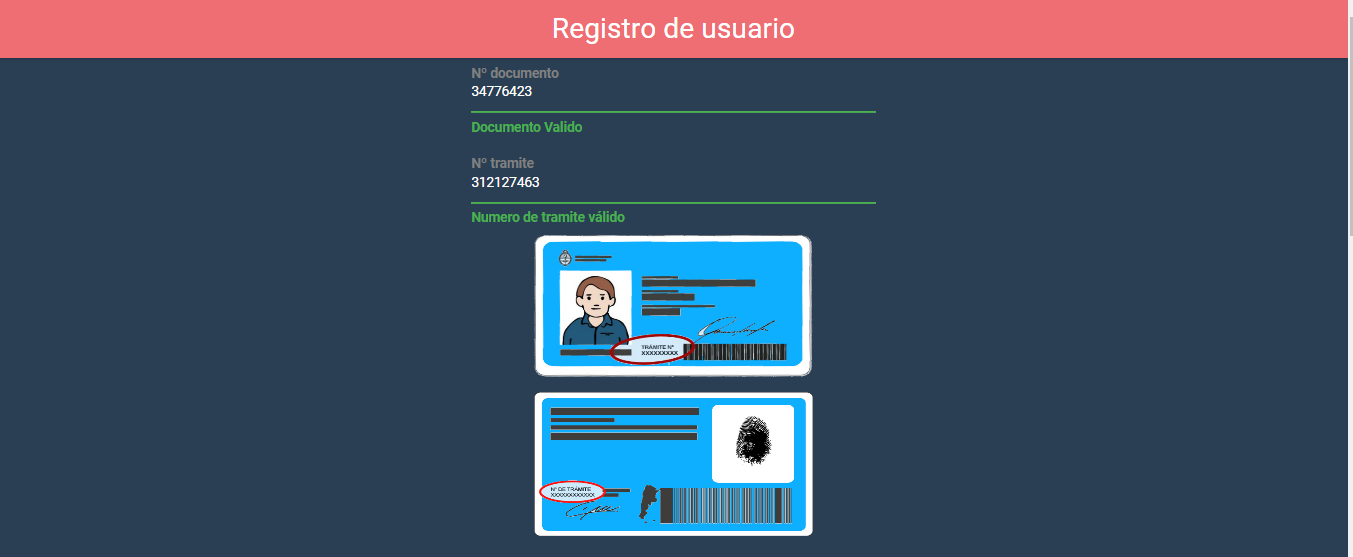 Registro de usuario
Nº documento
34776423
Documento Valido
Nº tramite
312127463
Numero de tramite válido
TRÁMITE Nº
XXXXXXXXX
Nº DE TRÁMITE
XXXXXXXXXXX